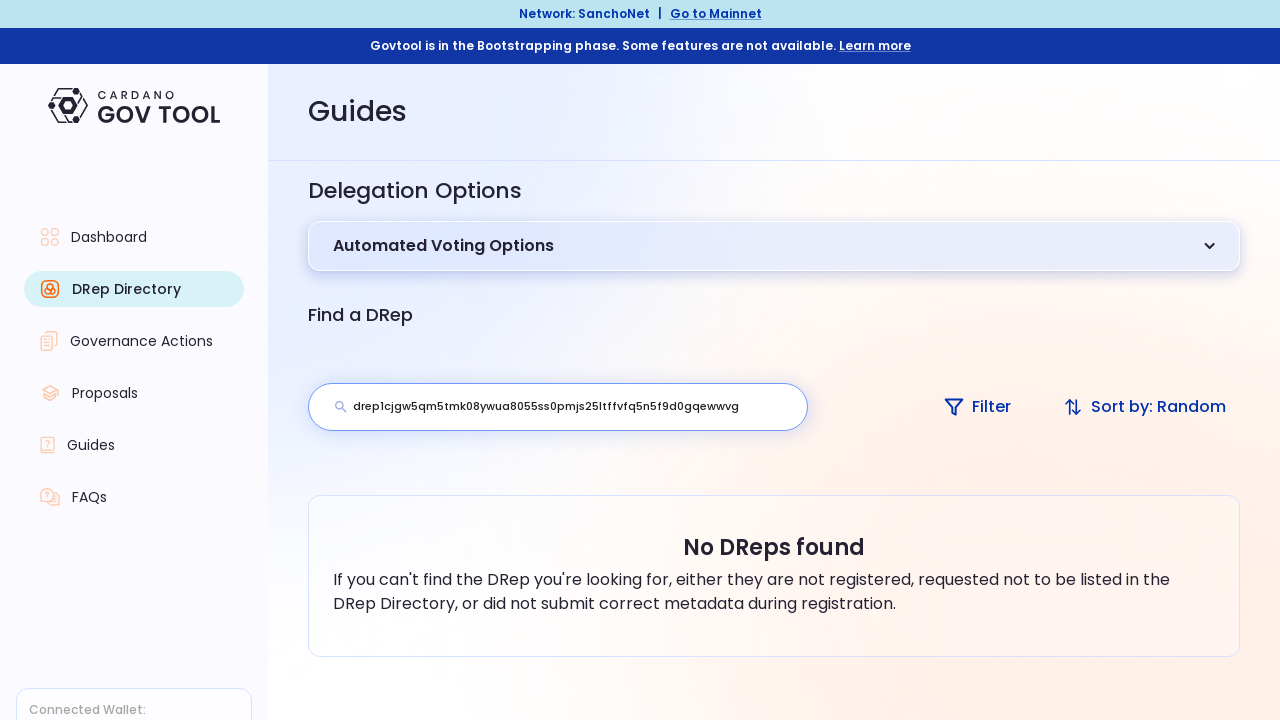 Network: SanchoNet | Go to Mainnet
Govtool is in the Bootstrapping phase. Some features are not available. Learn more
CARDANO
GOV TOOL
Guides
Delegation Options
Automated Voting Options
Dashboard
DRep Directory
Governance Actions
Proposals
Guides
FAQs
Find a DRep
drep1cjgw5qm5tmk08ywua8055ss0pmjs25ltffvfq5n5f9d0gqewwvg
Filter
Sort by: Random
No DReps found
If you can't find the DRep you're looking for, either they are not registered, requested not to be listed in the
DRep Directory, or did not submit correct metadata during registration.
Connected Wallet: